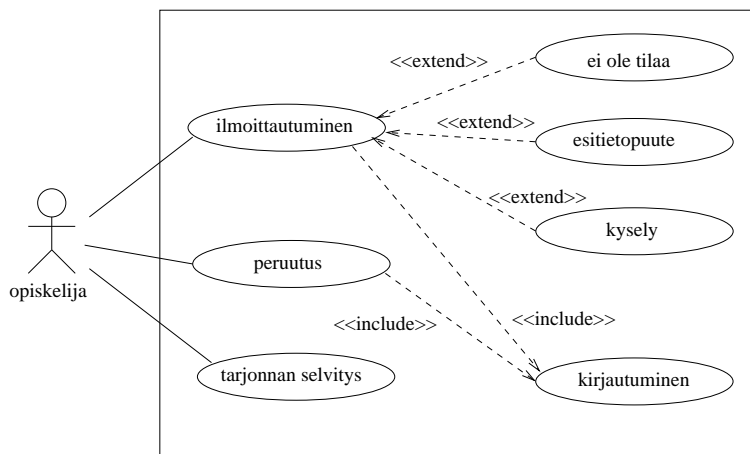 <<extend>>
ei ole tilaa
ilmoittautuminen
<<extend>>
esitietopuute
<<extend>>
kysely
opiskelija
peruutus
<<include>>
<<include>>
tarjonnan selvitys
kirjautuminen